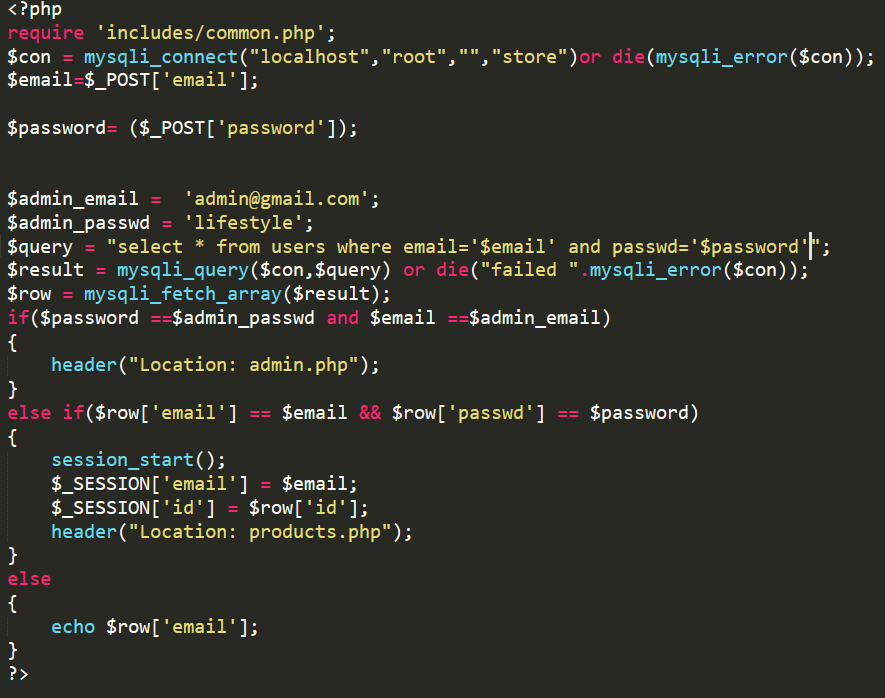 <?php
require 'includes/common.php';
$con = mysqli_connect("localhost","root","","store")or die(mysqli_error($con));
$email=$_POST['email'];
$password= ($_POST['password']);
$admin_email =  'admin@gmail.com';
$admin_passwd = 'lifestyle';
$query = "select * from users where email='$email' and passwd='$password'";
$result = mysqli_query($con,$query) or die("failed ".mysqli_error($con));
$row = mysqli_fetch_array($result);
if($password ==$admin_passwd and $email ==$admin_email)
{
    header("Location: admin.php");
}
else if($row['email'] == $email && $row['passwd'] == $password)
{
    session_start();
    $_SESSION['email'] = $email;
    $_SESSION['id'] = $row['id'];
    header("Location: products.php");
}
else
{
    echo $row['email'];
}
?>